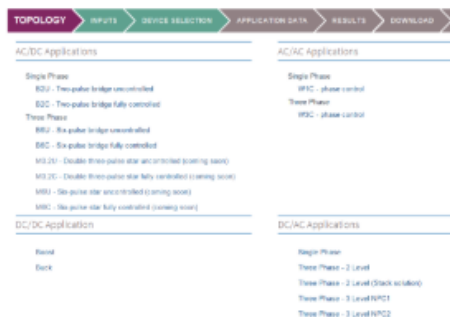 TOPOLOGY INPUTS DEVICE SELECTION APPLICATION DATA RESULTS DOWNLOAD
AC/DC Applications
Single Phase
B2U - Two-pulse bridge uncontrolled
B2C - Two-pulse bridge fully controlled
Three Phase
B6U - Six-pulse bridge uncontrolled
B6C - Six-pulse bridge fully controlled
M3.2U - Double three-pulse star uncontrolled (coming soon)
M3.2C - Double three-pulse star fully controlled (coming soon)
M6U - Six-pulse star uncontrolled (coming soon)
M6C - Six-pulse star fully controlled (coming soon)
AC/AC Applications
Single Phase
W1C - phase control
Three Phase
W3C - phase control
DC/DC Application
Boost
Buck
DC/AC Applications
Single Phase
Three Phase - 2 Level
Three Phase - 2 Level (Stack solution)
Three Phase - 3 Level NPC1
Three Phase - 3 Level NPC2